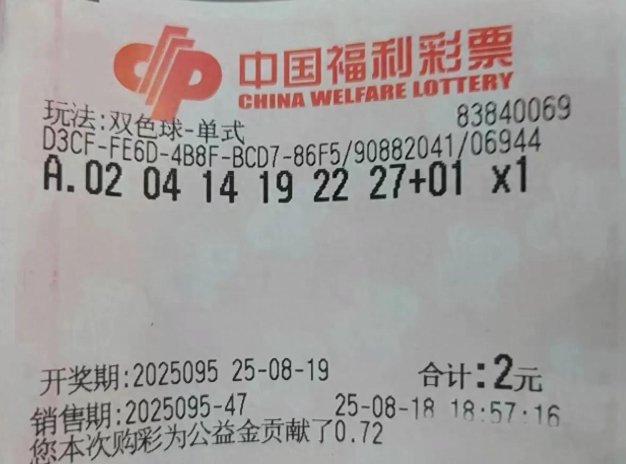 中国福利彩票
CHINA WELFARE LOTTERY
玩法:双色球-单式 83840069
D3CF-FE6D-4B8F-BCD7-86F5/90882041/06944
A.02 04 14 19 22 27+01 x1
开奖期:2025095 25-08-19 合计:2元
销售期:2025095-47 25-08-18 18:57:16
您本次购彩为公益金贡献了0.72